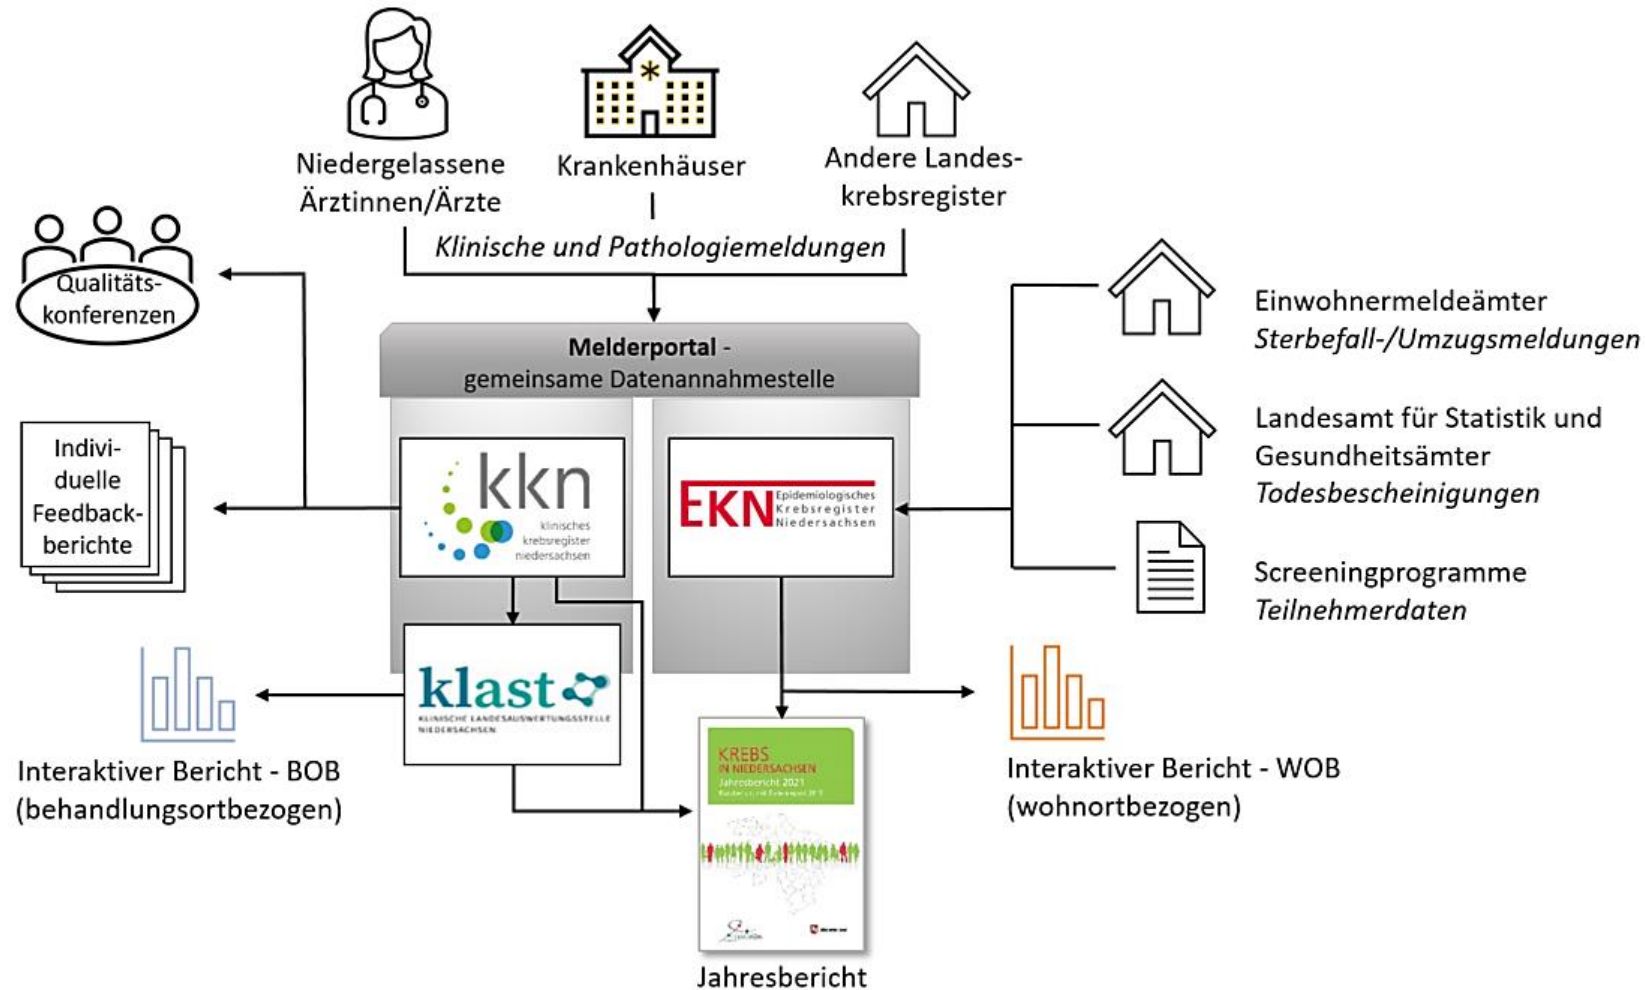 Niedergelassene
Ärztinnen/Ärzte
Krankenhäuser
Andere Landes-
krebsregister
Klinische und Pathologiemeldungen
Qualitäts-
konferenzen
Melderportal -
gemeinsame Datenannahmestelle
Einwohnermeldeämter
Sterbefall-/Umzugsmeldungen
Landesamt für Statistik und
Gesundheitsämter
Todesbescheinigungen
Screeningprogramme
Teilnehmerdaten
Indivi-
duelle
Feedback-
berichte
kkn
klinisches
krebsregister
niedersachsen
EKN
Epidemiologisches
Krebsregister
Niedersachsen
klast
KLINISCHE LANDESAUSWERTUNGSSTELLE
NIEDERSACHSEN
Interaktiver Bericht - BOB
(behandlungsortbezogen)
Interaktiver Bericht - WOB
(wohnortbezogen)
KREBS
IN NIEDERSACHSEN
Jahresbericht 2021
Jahresbericht